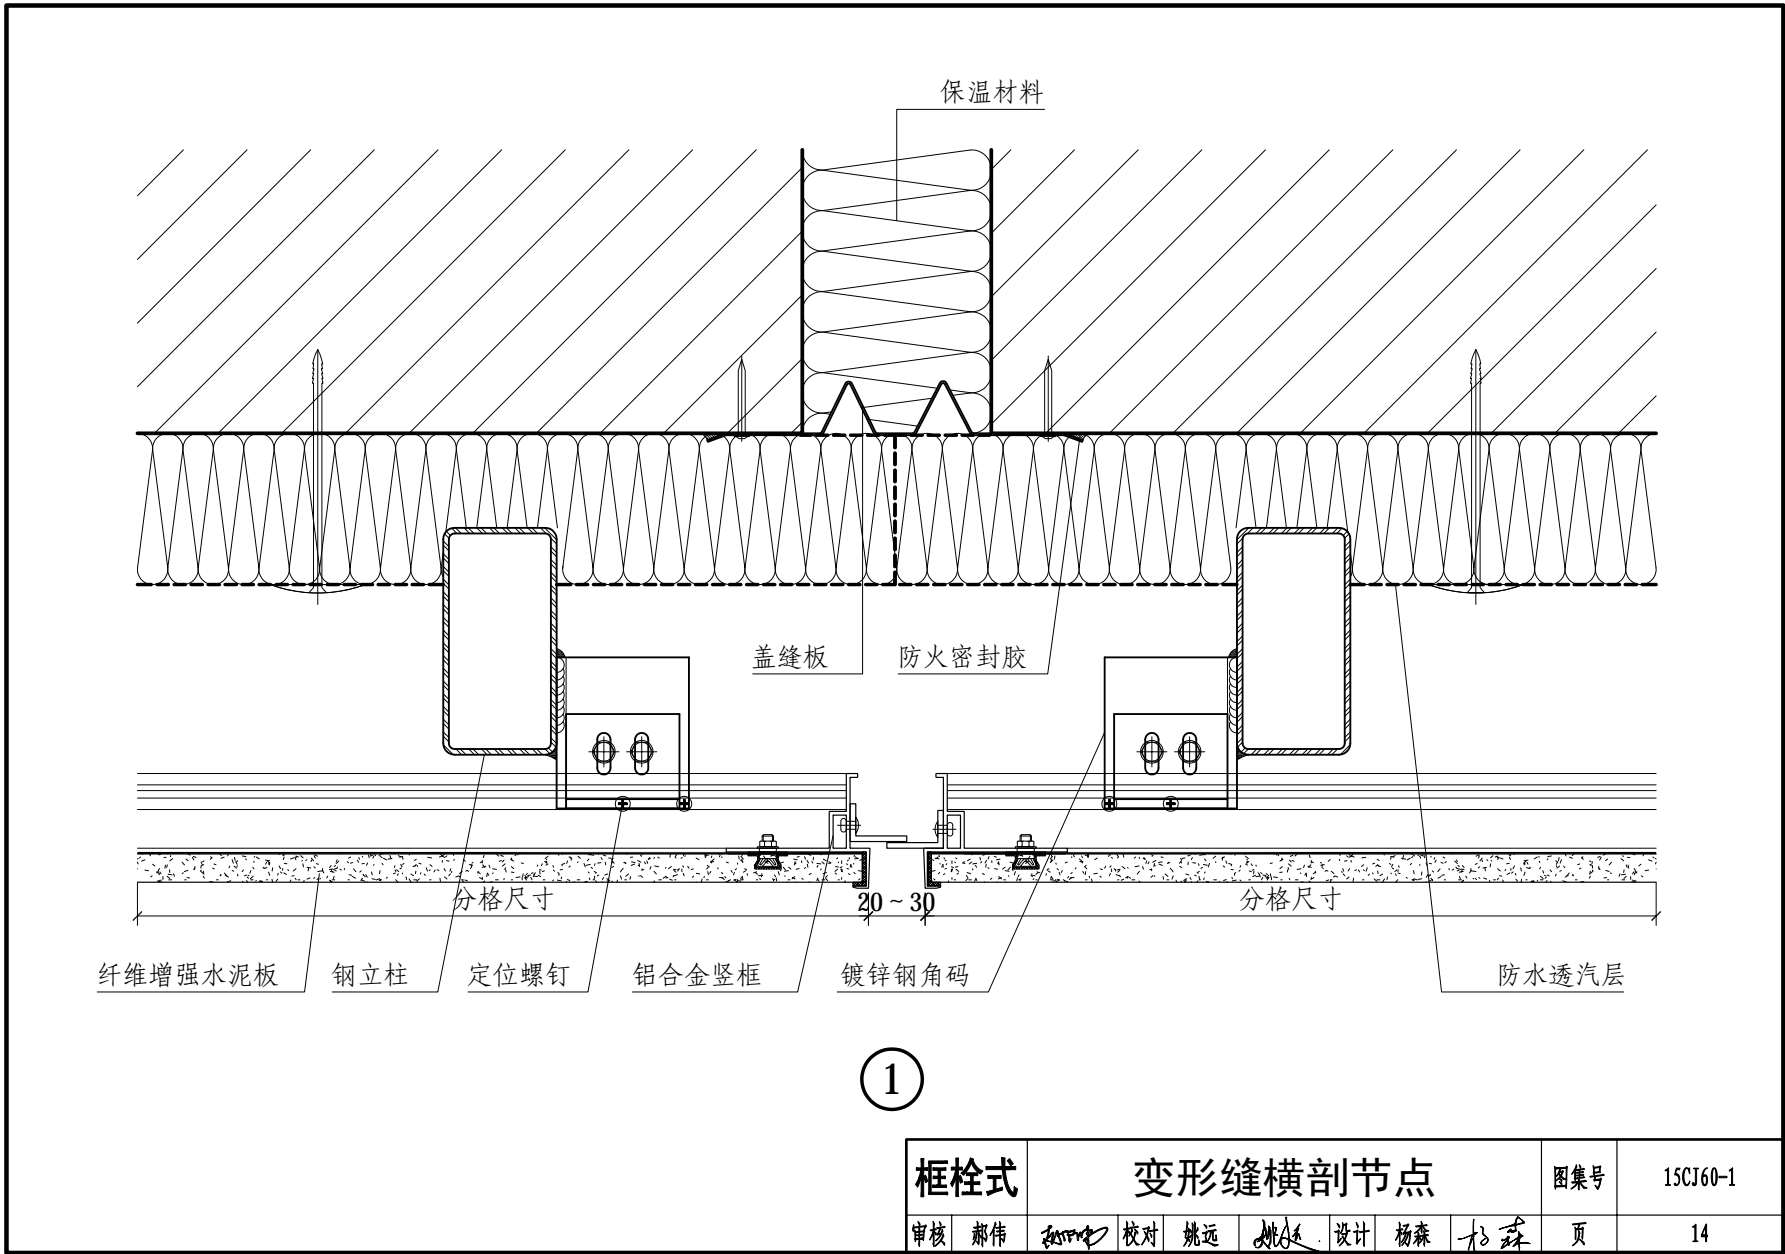 保温材料
盖缝板
防火密封胶
分格尺寸
20~30
分格尺寸
纤维增强水泥板
钢立柱
定位螺钉
铝合金竖框
镀锌钢角码
防水透汽层
1
框栓式 变形缝横剖节点 图集号 15CJ60-1
审核 郝伟 校对 姚远 姚远 设计 杨森 杨森 页 14